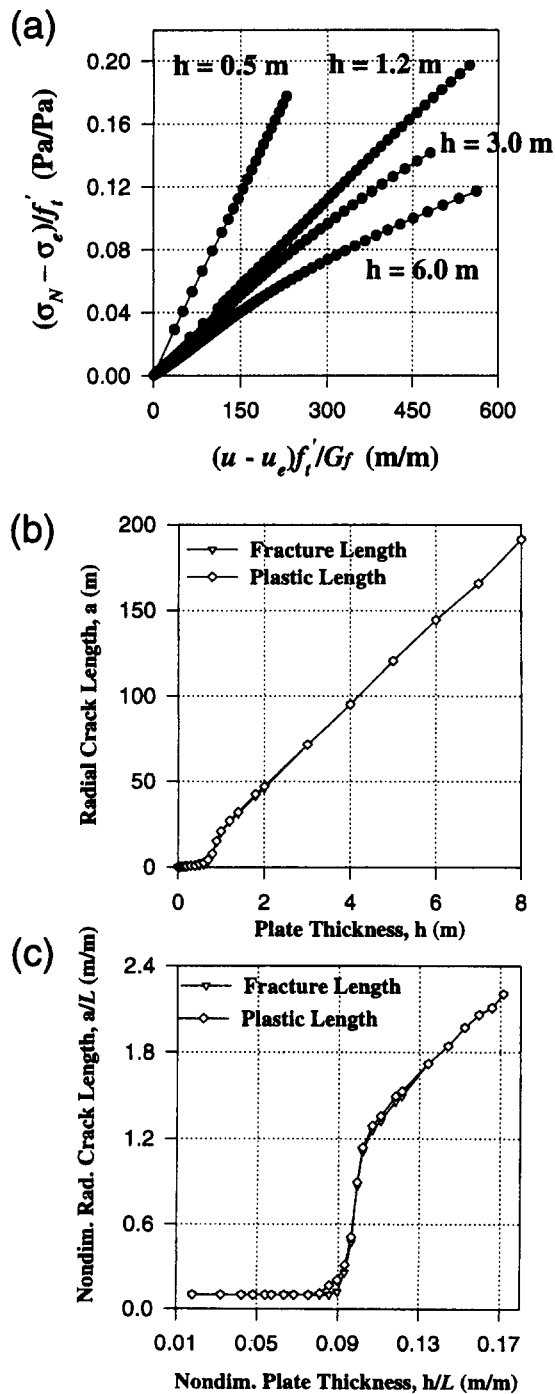 (a)
(σN − σe)/f't (Pa/Pa)
0.20
0.16
0.12
0.08
0.04
0.00
h = 0.5 m
h = 1.2 m
h = 3.0 m
h = 6.0 m
0 150 300 450 600
(u - ue)f't/Gf (m/m)
(b)
Radial Crack Length, a (m)
200
150
100
50
0
Fracture Length
Plastic Length
0 2 4 6 8
Plate Thickness, h (m)
(c)
Nondim. Rad. Crack Length, a/L (m/m)
2.4
1.8
1.2
0.6
0.0
Fracture Length
Plastic Length
0.01 0.05 0.09 0.13 0.17
Nondim. Plate Thickness, h/L (m/m)